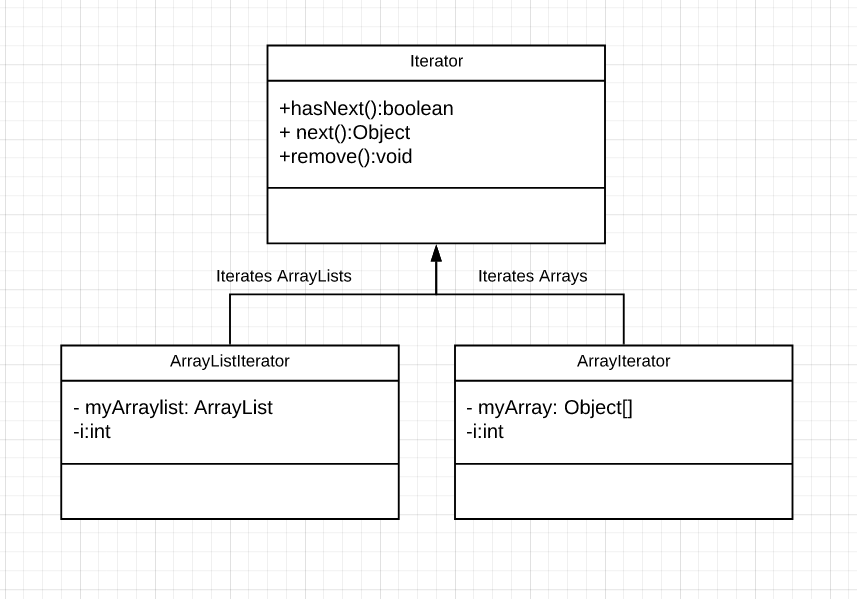 Iterator
+hasNext():boolean
+ next():Object
+remove():void
Iterates ArrayLists
Iterates Arrays
ArrayListIterator
- myArraylist: ArrayList
-i:int
ArrayIterator
- myArray: Object[]
-i:int